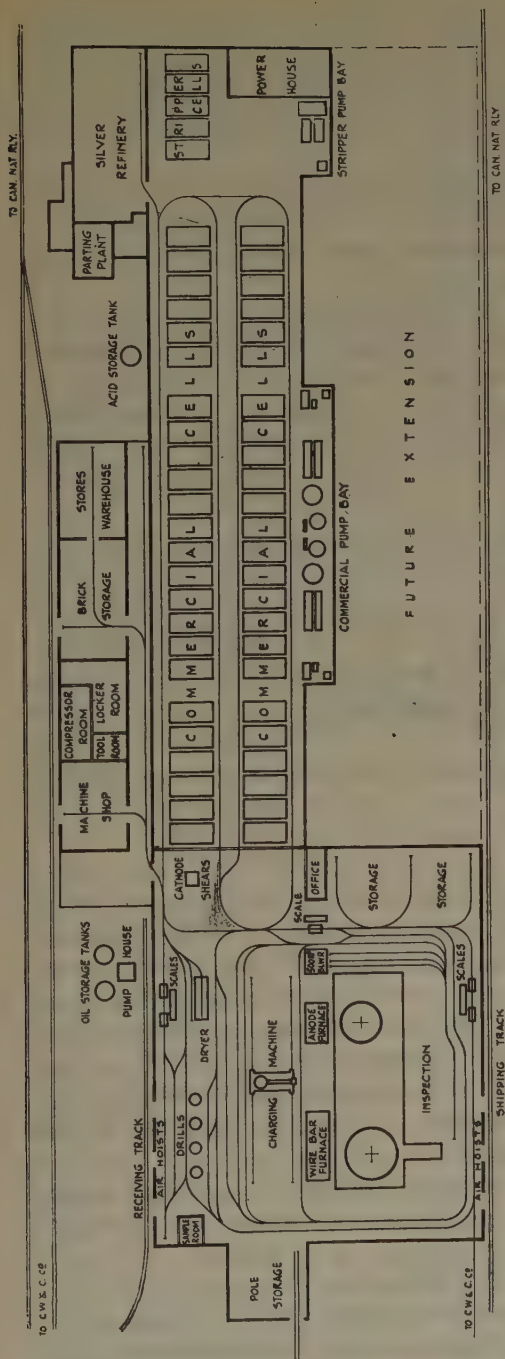 TO C.W. & C. Co
TO CAN. NAT RLY.
RECEIVING TRACK
OIL STORAGE TANKS
PUMP HOUSE
MACHINE
SHOP
COMPRESSOR
ROOM
TOOL
ROOM
LOCKER
ROOM
BRICK
STORAGE
STORES
WAREHOUSE
ACID STORAGE TANK
PARTING
PLANT
SILVER
REFINERY
AIR HOISTS
SCALES
SAMPLE
ROOM
DRILLS
DRYER
CATHODE
SHEARS
COMMERCIAL CELLS
STRIPPER
CELLS
COMMERCIAL CELLS
POWER
HOUSE
POLE
STORAGE
CHARGING MACHINE
SCALE
WIRE BAR
FURNACE
ANODE
FURNACE
BLWR
OFFICE
COMMERCIAL PUMP BAY
STRIPPER PUMP BAY
STORAGE
STORAGE
INSPECTION
FUTURE EXTENSION
AIR HOISTS
SCALES
TO C.W. & C. Co
SHIPPING TRACK
TO CAN. NAT RLY